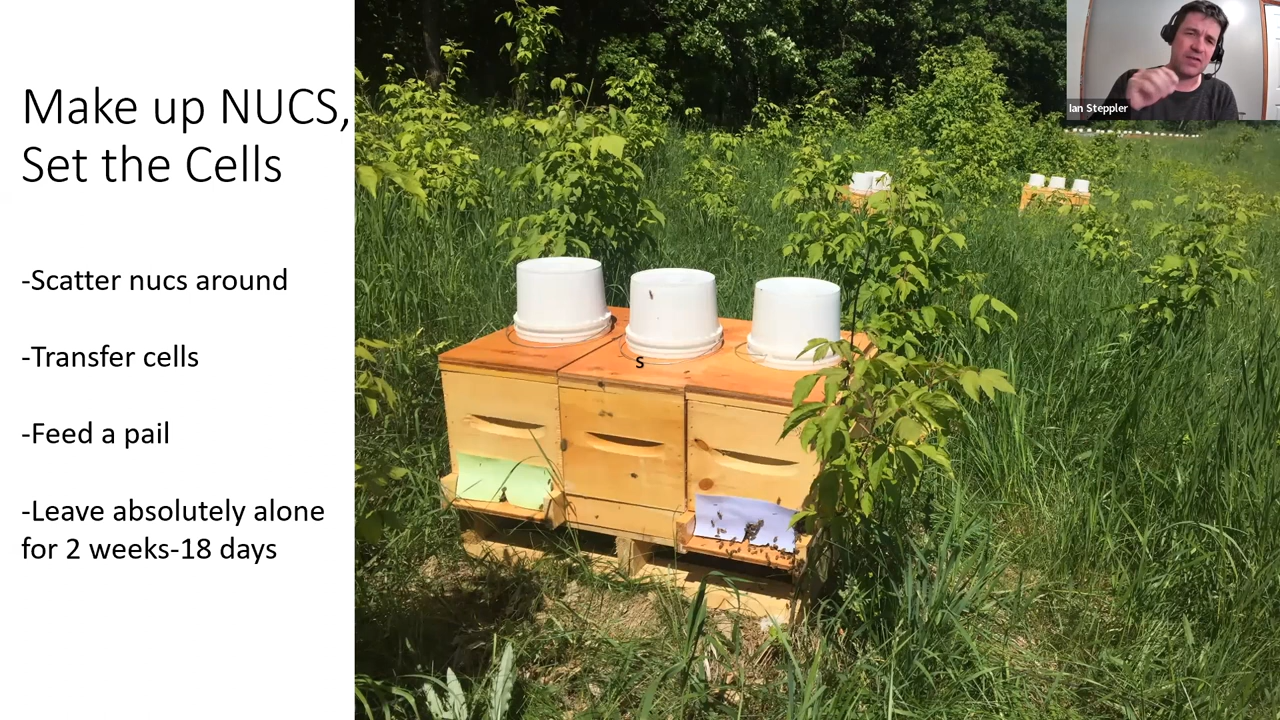 Make up NUCS,
Set the Cells
-Scatter nucs around
-Transfer cells
-Feed a pail
-Leave absolutely alone
for 2 weeks-18 days
s
Ian Steppler